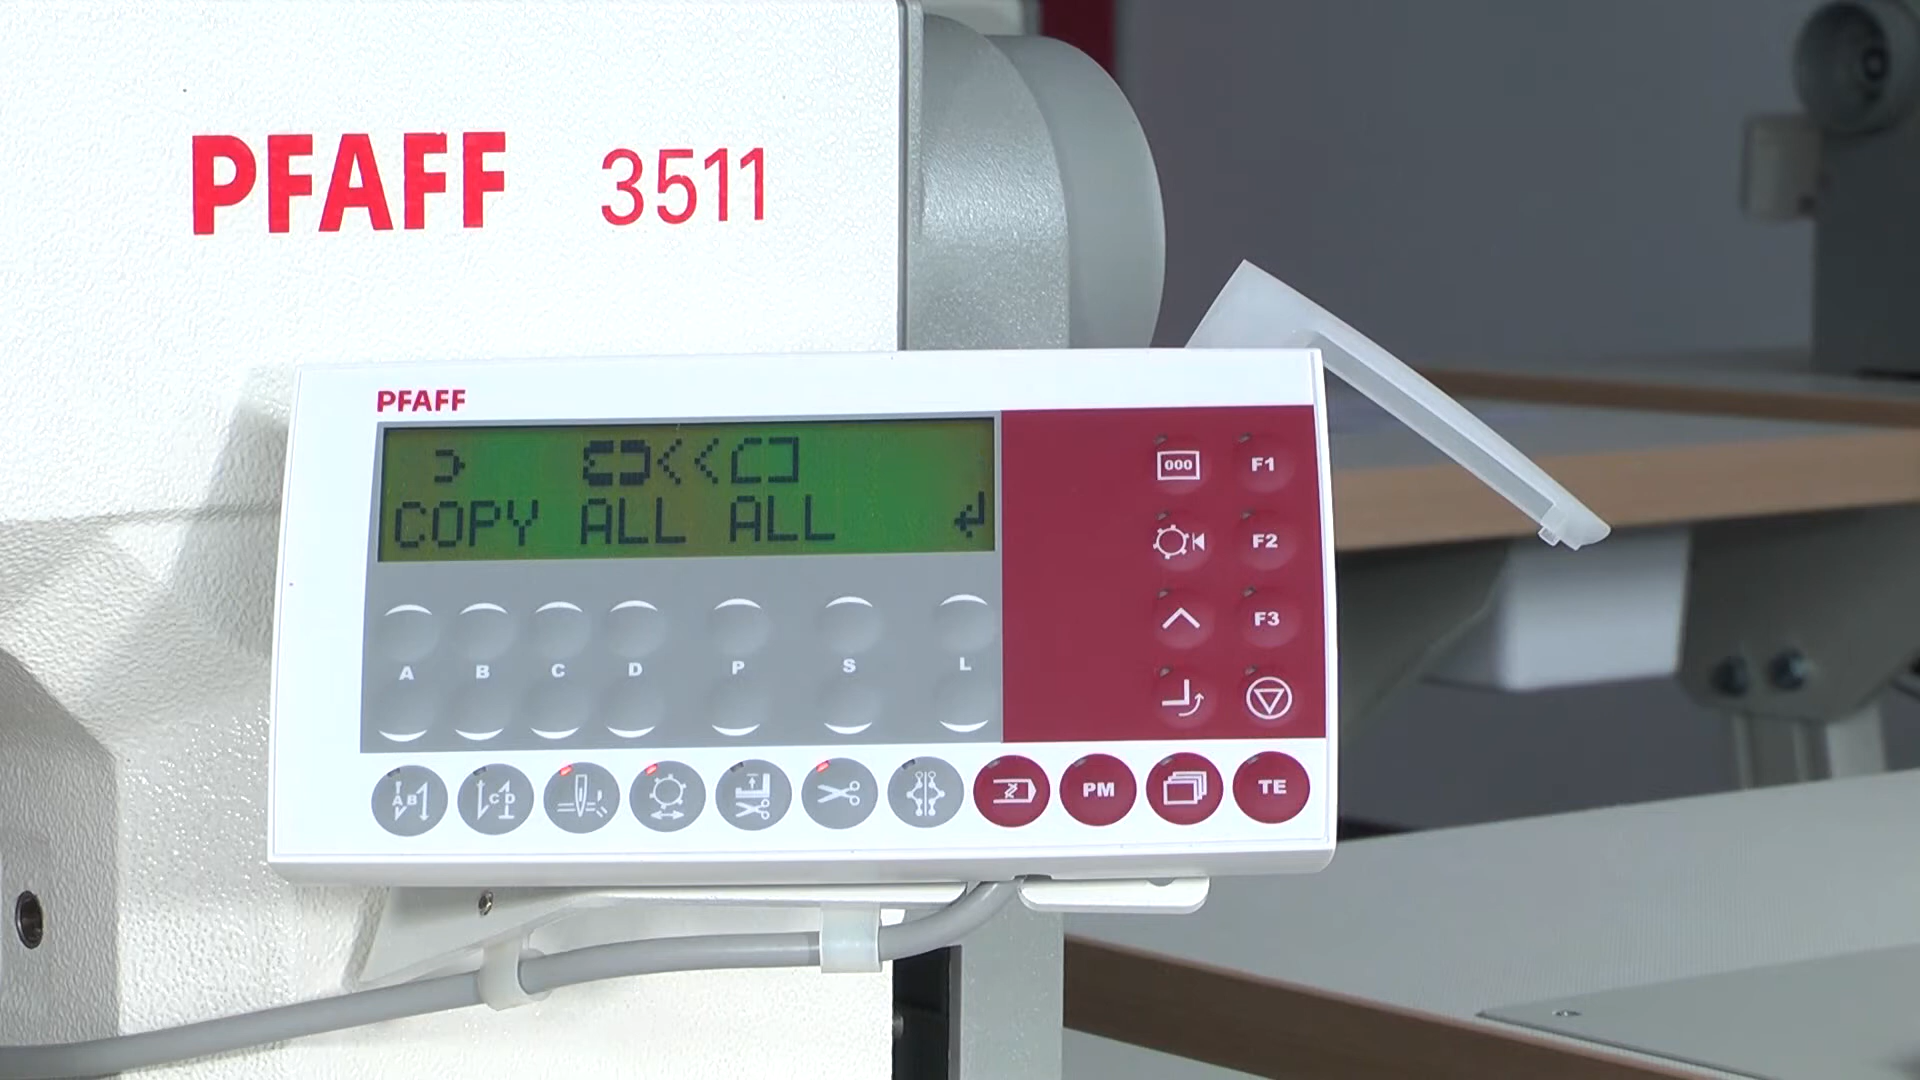 PFAFF 3511
PFAFF
> <<
COPY ALL ALL ↵
000 F1
F2
F3
A B C D P S L
A B
C D
PM
TE